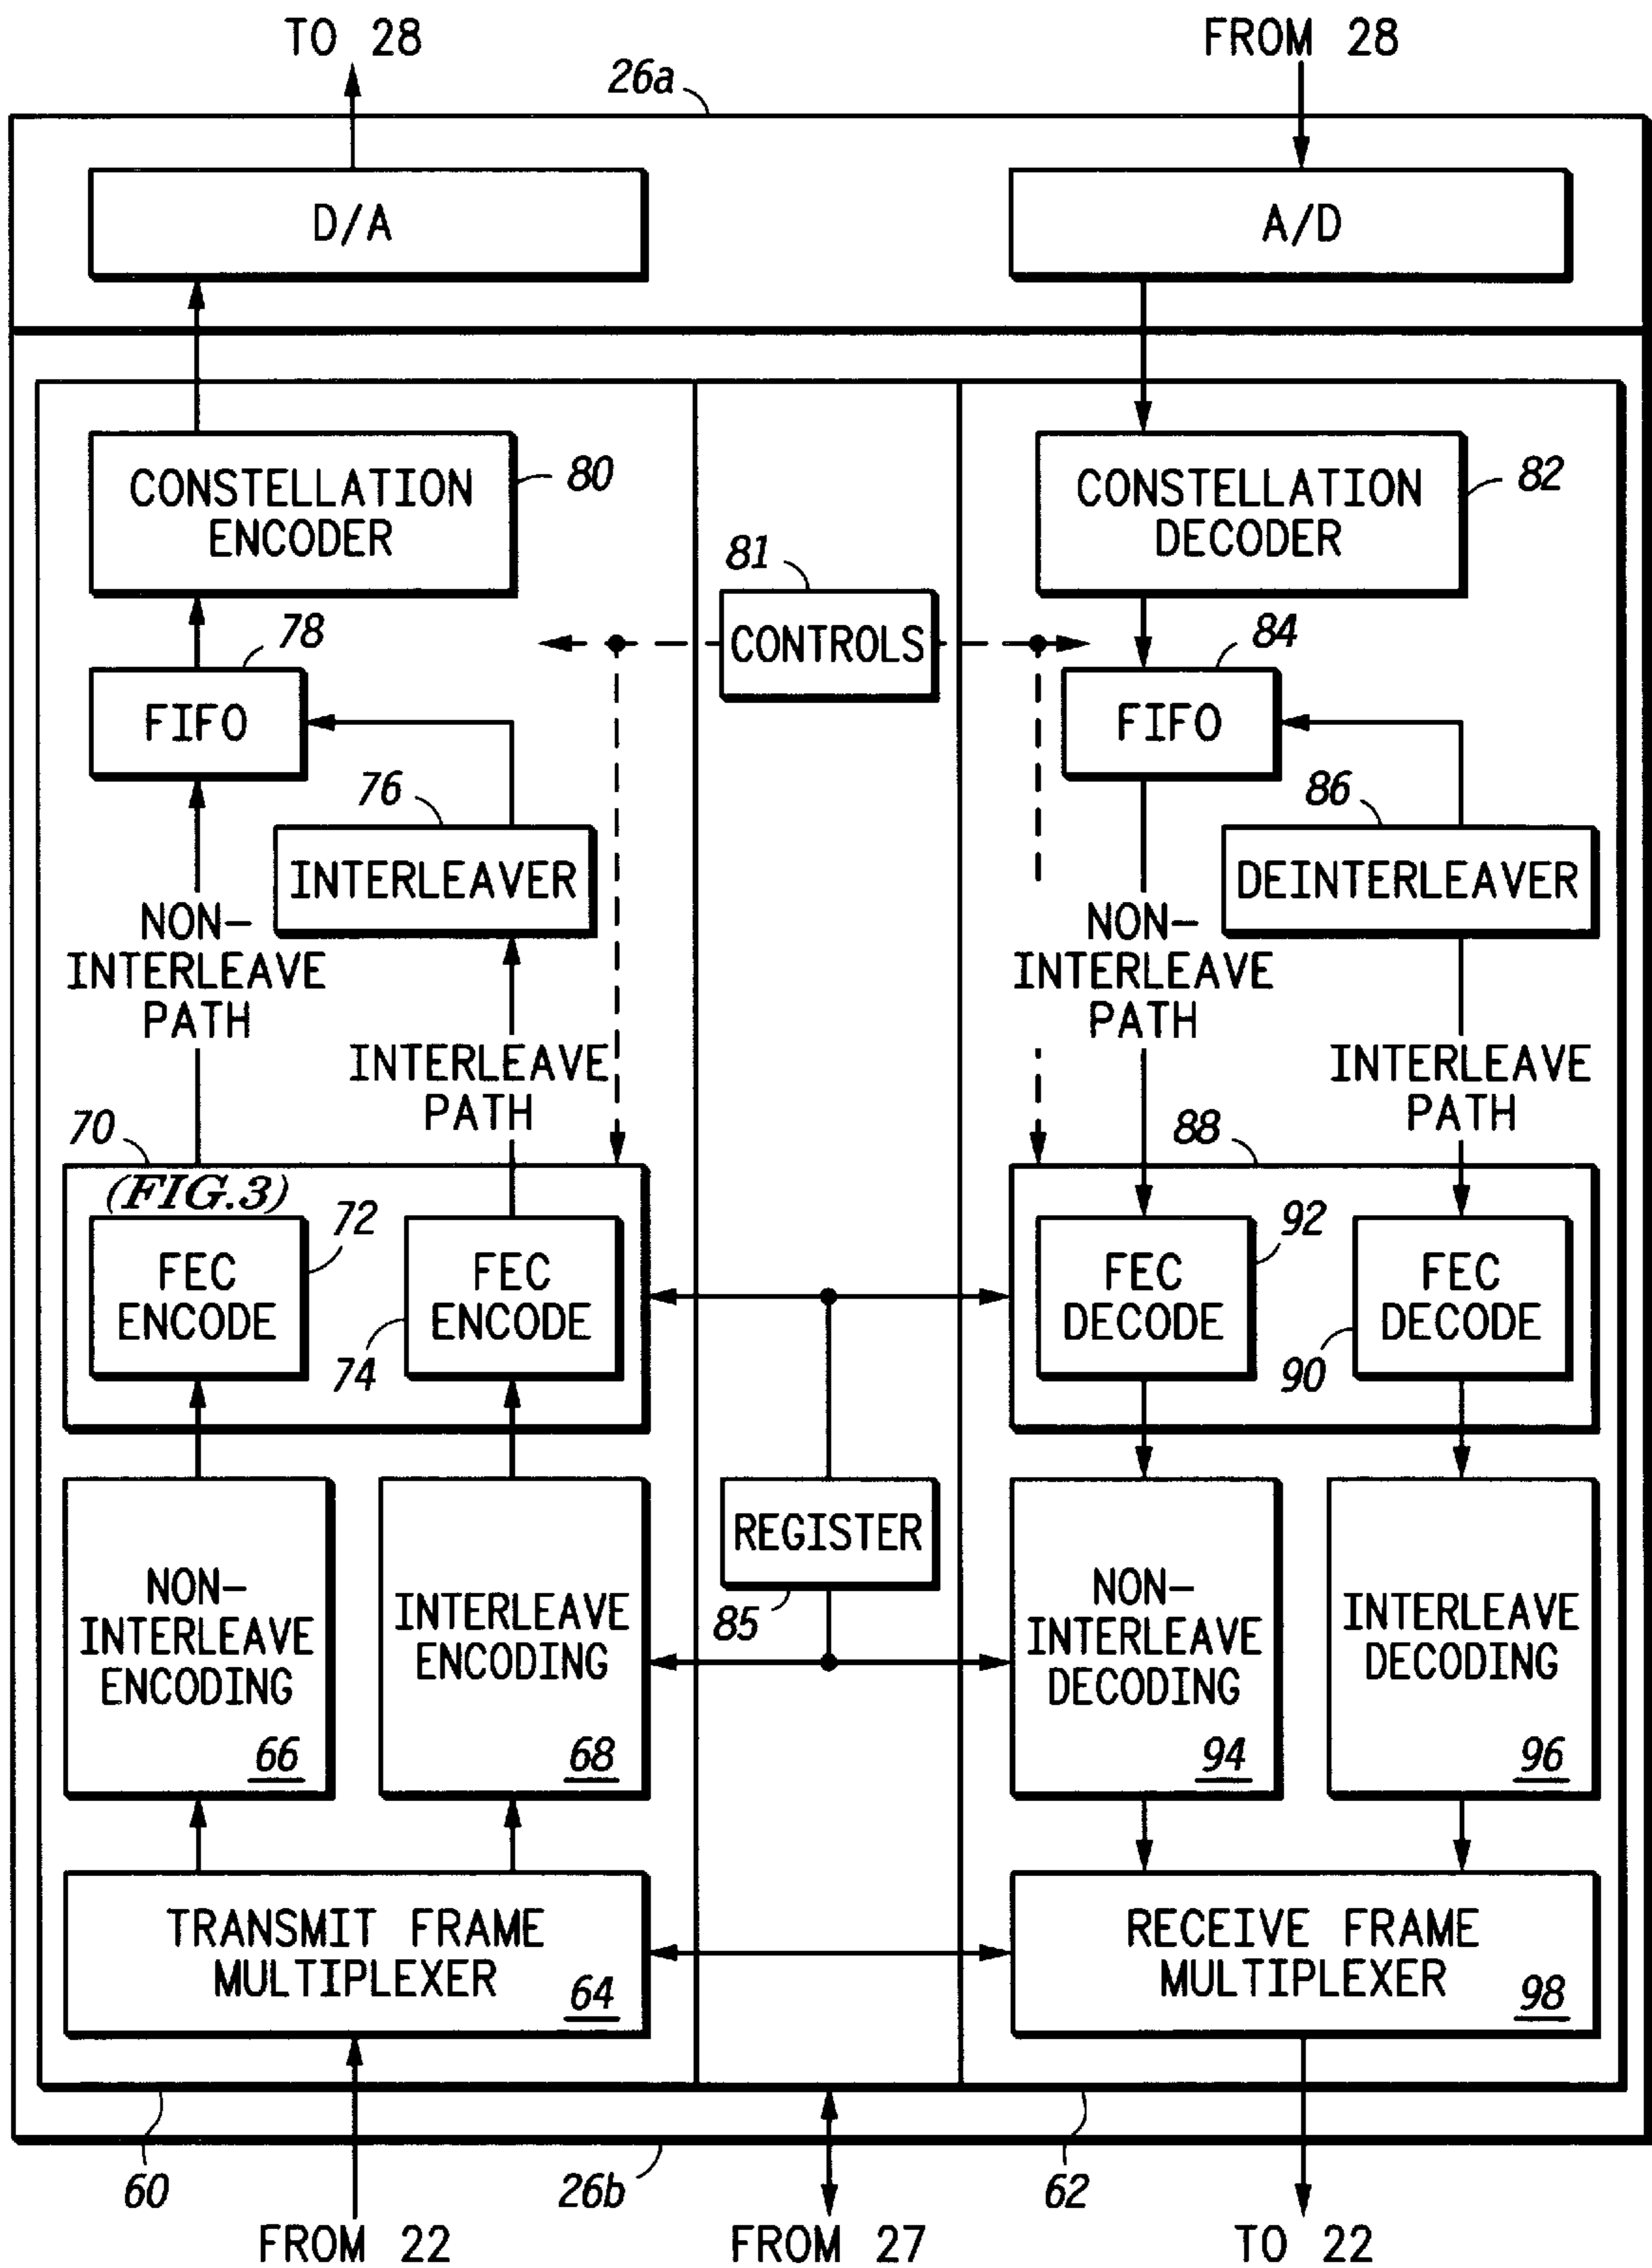 TO 28
FROM 28
26a
D/A
A/D
CONSTELLATION
ENCODER
80
CONSTELLATION
DECODER
82
81
CONTROLS
78
FIFO
84
FIFO
76
INTERLEAVER
86
DEINTERLEAVER
NON-
INTERLEAVE
PATH
INTERLEAVE
PATH
NON-
INTERLEAVE
PATH
INTERLEAVE
PATH
70
(FIG.3)
FEC
ENCODE
72
FEC
ENCODE
74
88
FEC
DECODE
92
FEC
DECODE
90
NON-
INTERLEAVE
ENCODING
66
INTERLEAVE
ENCODING
68
REGISTER
85
NON-
INTERLEAVE
DECODING
94
INTERLEAVE
DECODING
96
TRANSMIT FRAME
MULTIPLEXER
64
RECEIVE FRAME
MULTIPLEXER
98
60
26b
62
FROM 22
FROM 27
TO 22